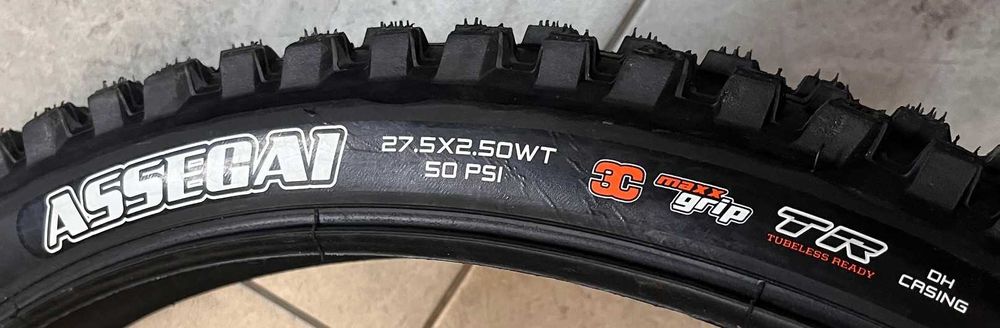 ASSEGAI
27.5X2.50WT
50 PSI
3C
maxx
grip
TR
TUBELESS READY
DH
CASING